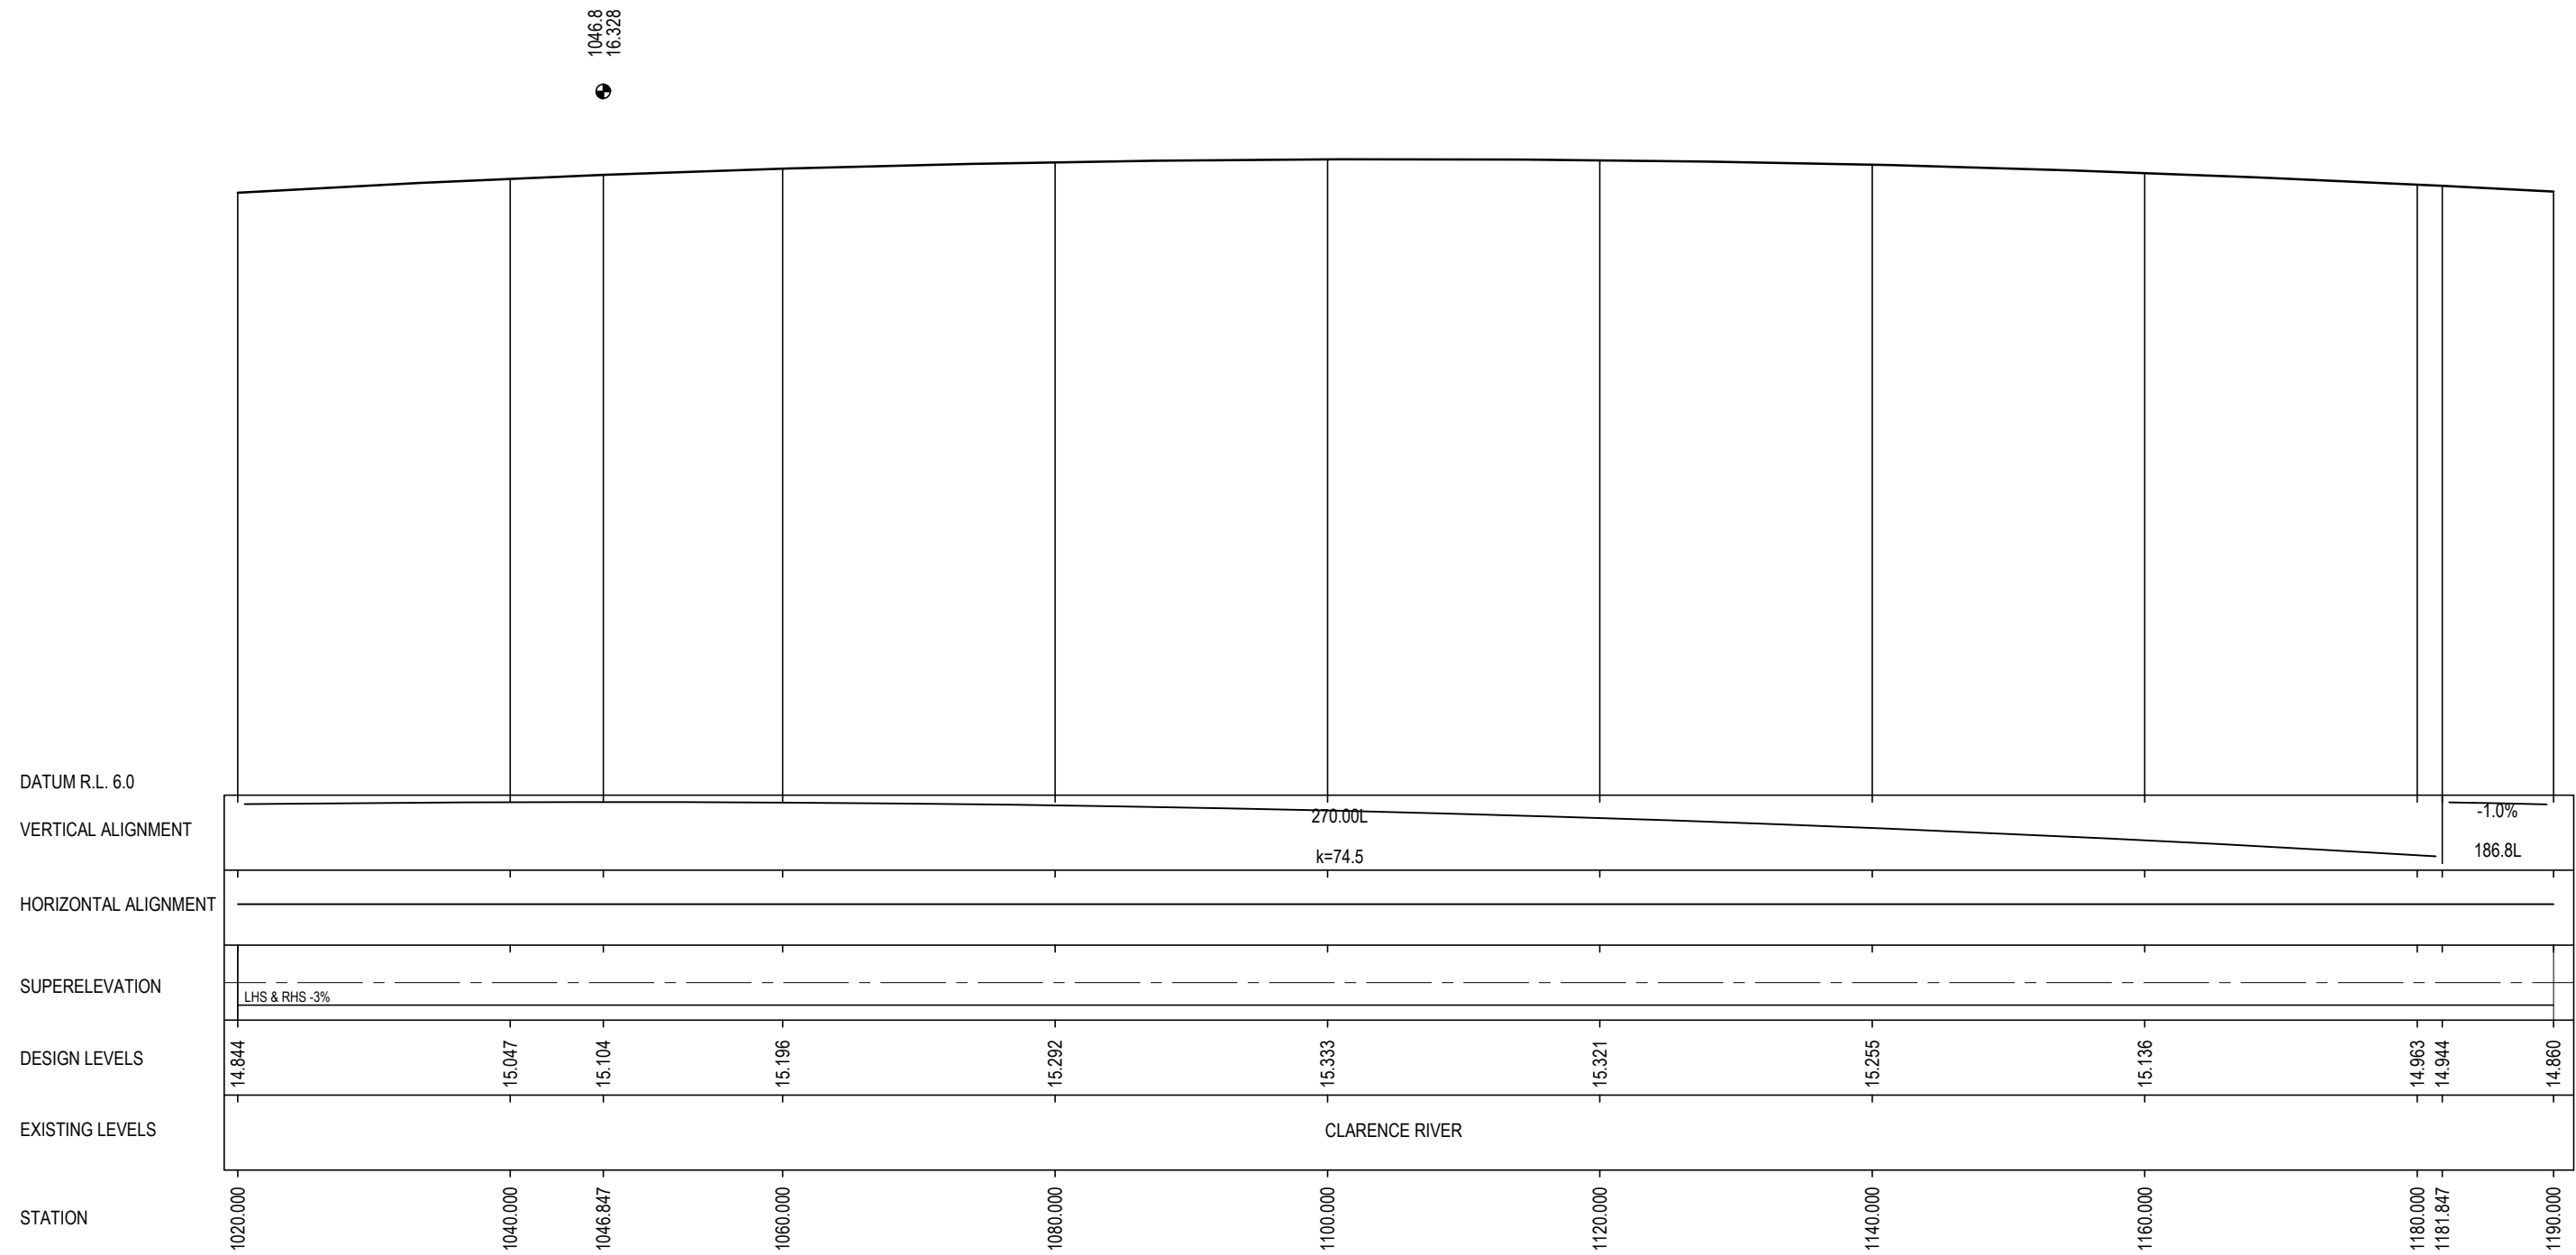 1046.8
16.328
DATUM R.L. 6.0
VERTICAL ALIGNMENT
270.00L
k=74.5
-1.0%
186.8L
HORIZONTAL ALIGNMENT
SUPERELEVATION
LHS & RHS -3%
DESIGN LEVELS
14.844
15.047
15.104
15.196
15.292
15.333
15.321
15.255
15.136
14.963
14.944
14.860
EXISTING LEVELS
CLARENCE RIVER
STATION
1020.000
1040.000
1046.847
1060.000
1080.000
1100.000
1120.000
1140.000
1160.000
1180.000
1181.847
1190.000